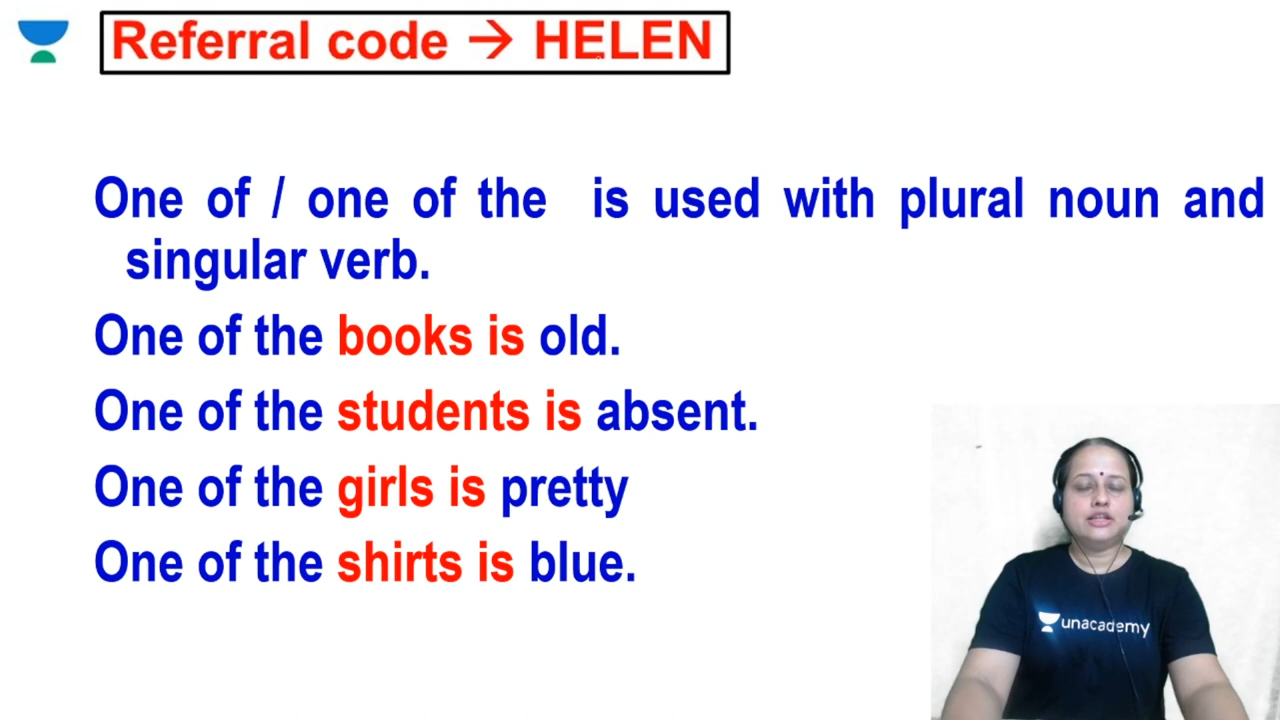 Referral code → HELEN
One of / one of the is used with plural noun and
singular verb.
One of the books is old.
One of the students is absent.
One of the girls is pretty
One of the shirts is blue.
unacademy